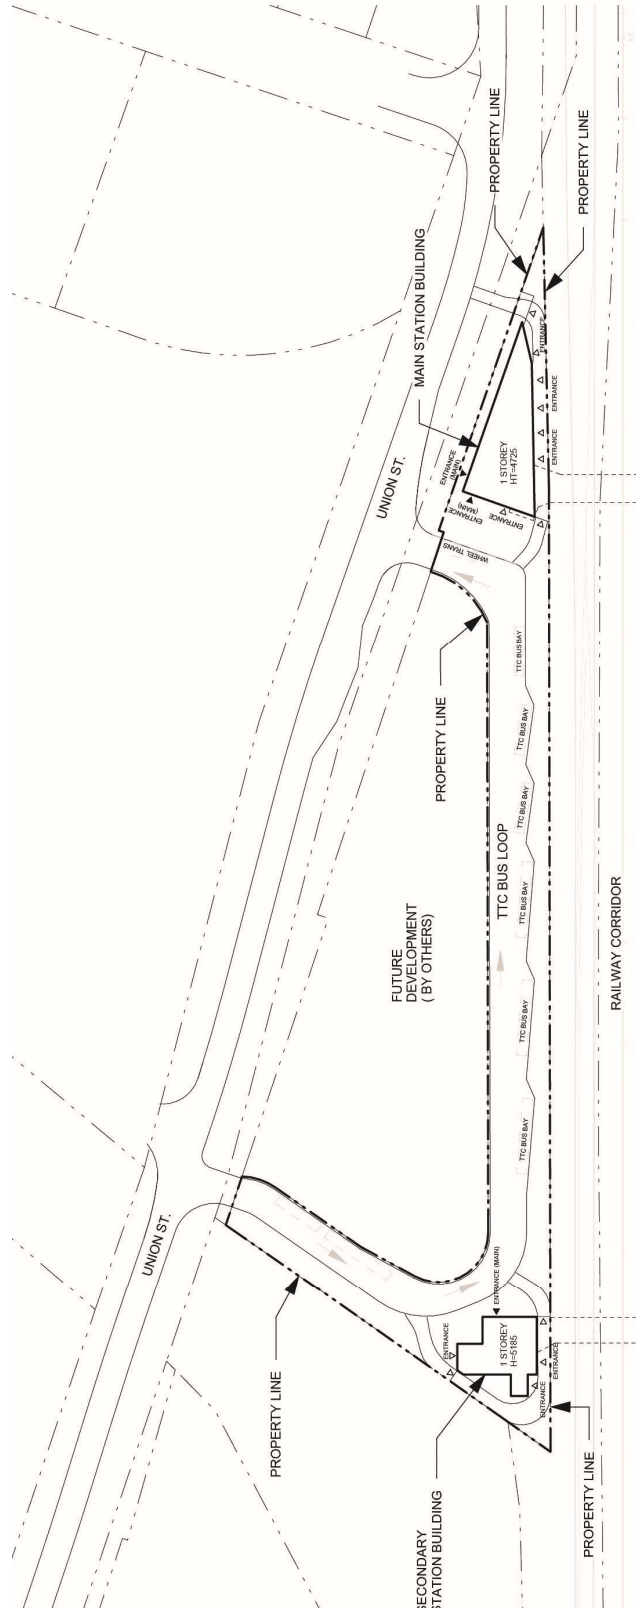 PROPERTY LINE
PROPERTY LINE
MAIN STATION BUILDING
UNION ST.
ENTRANCE
(MAIN)
ENTRANCE
(MAIN)
ENTRANCE
1 STOREY
HT=4725
ENTRANCE
ENTRANCE
ENTRANCE
ENTRANCE
ENTRANCE
WHEEL TRANS
PROPERTY LINE
TTC BUS BAY
TTC BUS BAY
TTC BUS BAY
TTC BUS BAY
TTC BUS BAY
TTC BUS BAY
TTC BUS LOOP
FUTURE
DEVELOPMENT
( BY OTHERS)
RAILWAY CORRIDOR
UNION ST.
PROPERTY LINE
ENTRANCE (MAIN)
ENTRANCE
1 STOREY
H=5185
ENTRANCE
ENTRANCE
SECONDARY
STATION BUILDING
PROPERTY LINE